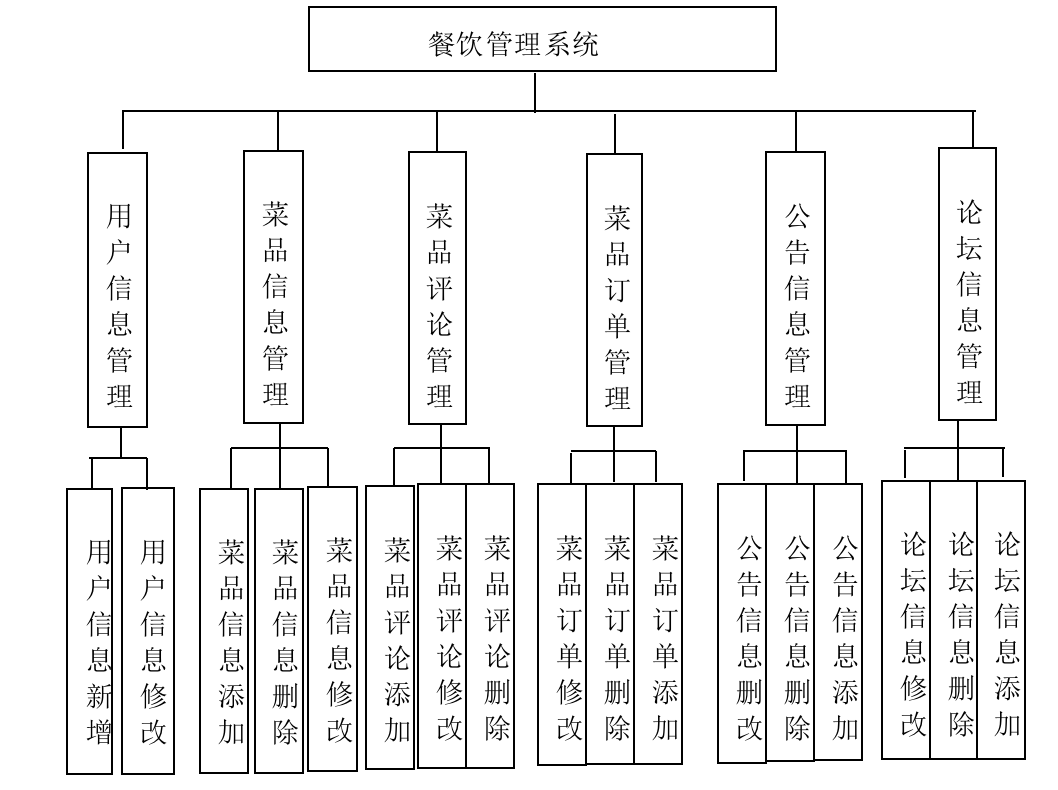 餐饮管理系统
用户信息管理
菜品信息管理
菜品评论管理
菜品订单管理
公告信息管理
论坛信息管理
用户信息新增
用户信息修改
菜品信息添加
菜品信息删除
菜品信息修改
菜品评论添加
菜品评论修改
菜品评论删除
菜品订单修改
菜品订单删除
菜品订单添加
公告信息删改
公告信息删除
公告信息添加
论坛信息修改
论坛信息删除
论坛信息添加